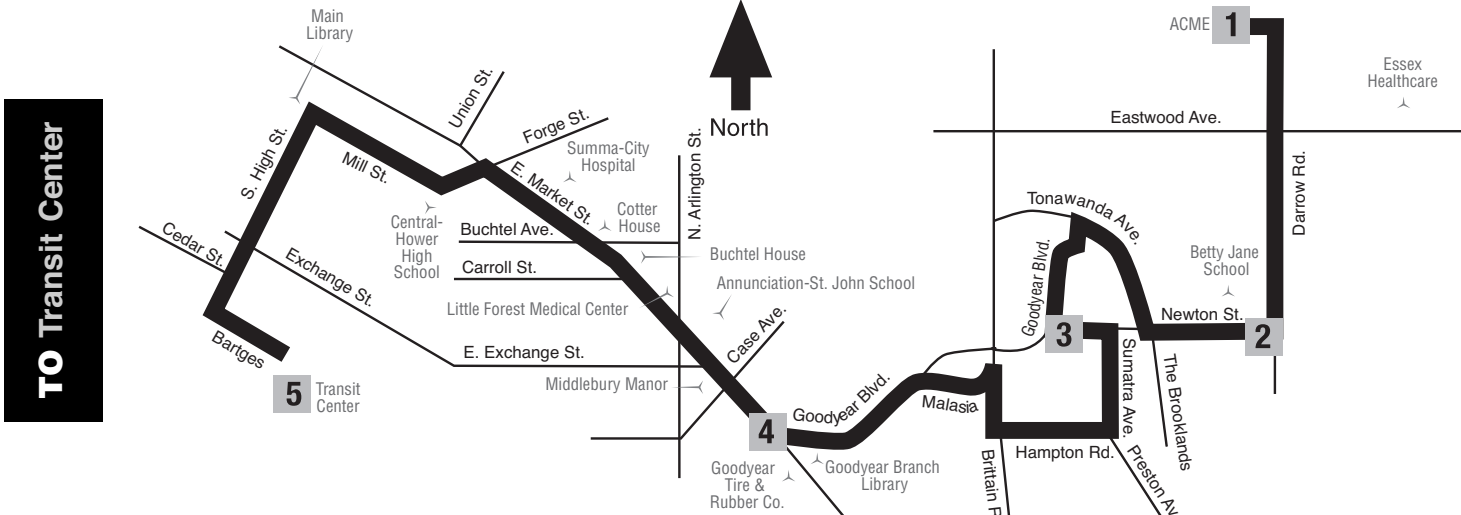 TO Transit Center
Main
Library
Union St.
Forge St.
Summa-City
Hospital
S. High St.
Mill St.
E. Market St.
Cotter
House
Central-
Hower
High
School
Buchtel Ave.
Carroll St.
Cedar St.
Exchange St.
Bartges
5
Transit
Center
Little Forest Medical Center
E. Exchange St.
Middlebury Manor
North
N. Arlington St.
Buchtel House
Annunciation-St. John School
Case Ave.
4
Goodyear Blvd.
Goodyear
Tire &
Rubber Co.
Goodyear Branch
Library
Malasia
ACME
1
Essex
Healthcare
Eastwood Ave.
Darrow Rd.
Tonawanda Ave.
Goodyear Blvd.
Betty Jane
School
3
Newton St.
2
Sumatra Ave.
The Brooklands
Hampton Rd.
Brittain
Preston Av